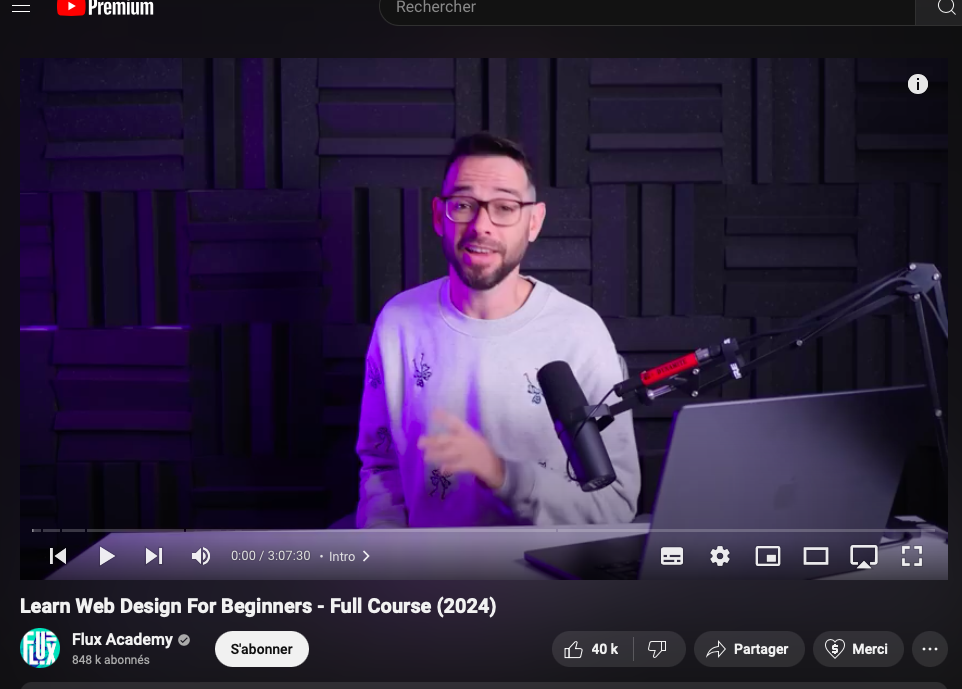 Premium
Rechercher
0:00 / 3:07:30 • Intro
Learn Web Design For Beginners - Full Course (2024)
FLUX
Flux Academy
848 k abonnés
S'abonner
40 k
Partager
Merci